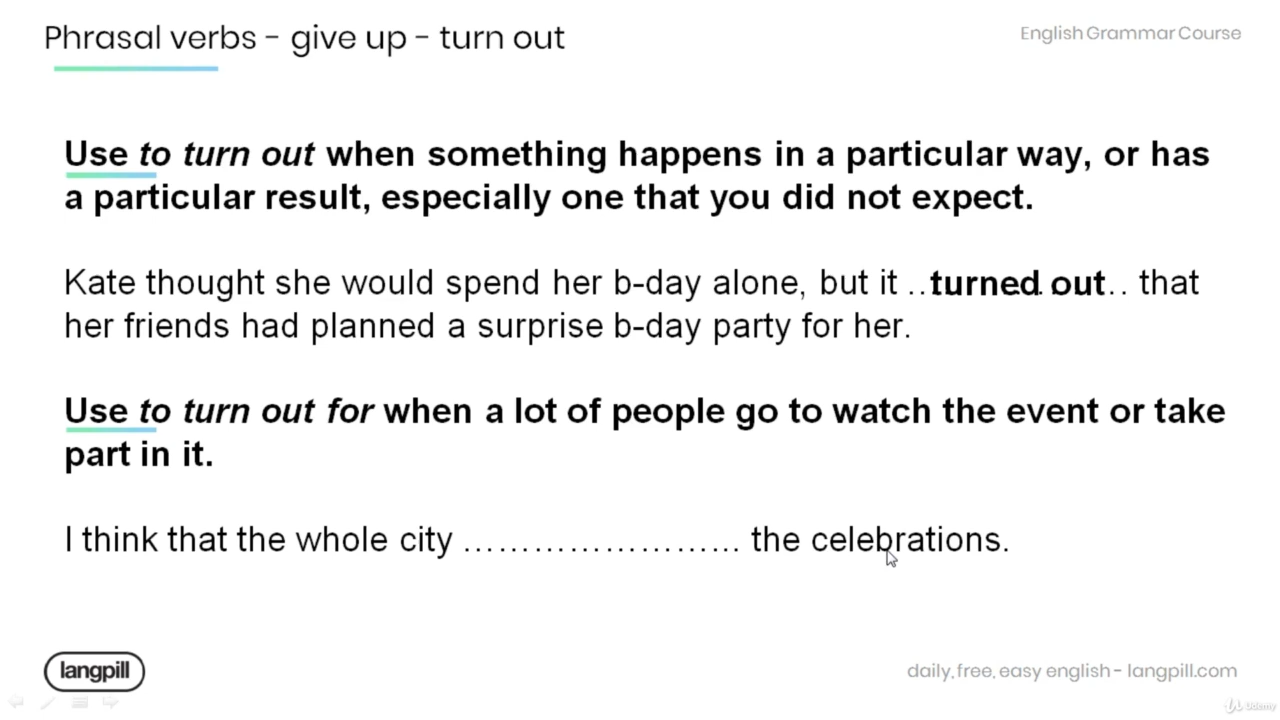 Phrasal verbs - give up - turn out
English Grammar Course
Use to turn out when something happens in a particular way, or has
a particular result, especially one that you did not expect.
Kate thought she would spend her b-day alone, but it ..turned out.. that
her friends had planned a surprise b-day party for her.
Use to turn out for when a lot of people go to watch the event or take
part in it.
I think that the whole city ........................ the celebrations.
langpill
daily, free, easy english - langpill.com
Udemy